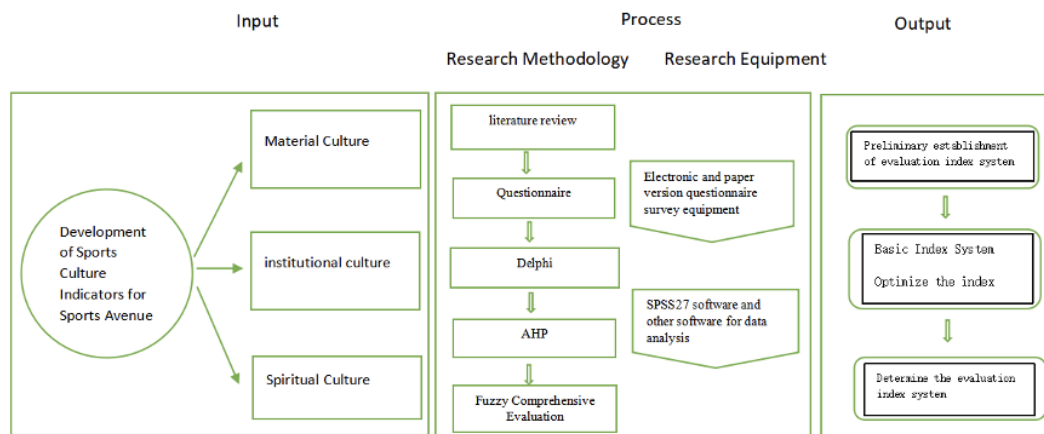 Input
Process
Output
Research Methodology
Research Equipment
Development
of Sports
Culture
Indicators for
Sports Avenue
Material Culture
institutional culture
Spiritual Culture
literature review
Questionnaire
Delphi
AHP
Fuzzy Comprehensive
Evaluation
Electronic and paper
version questionnaire
survey equipment
SPSS27 software and
other software for data
analysis
Preliminary establishment
of evaluation index system
Basic Index System
Optimize the index
Determine the evaluation
index system